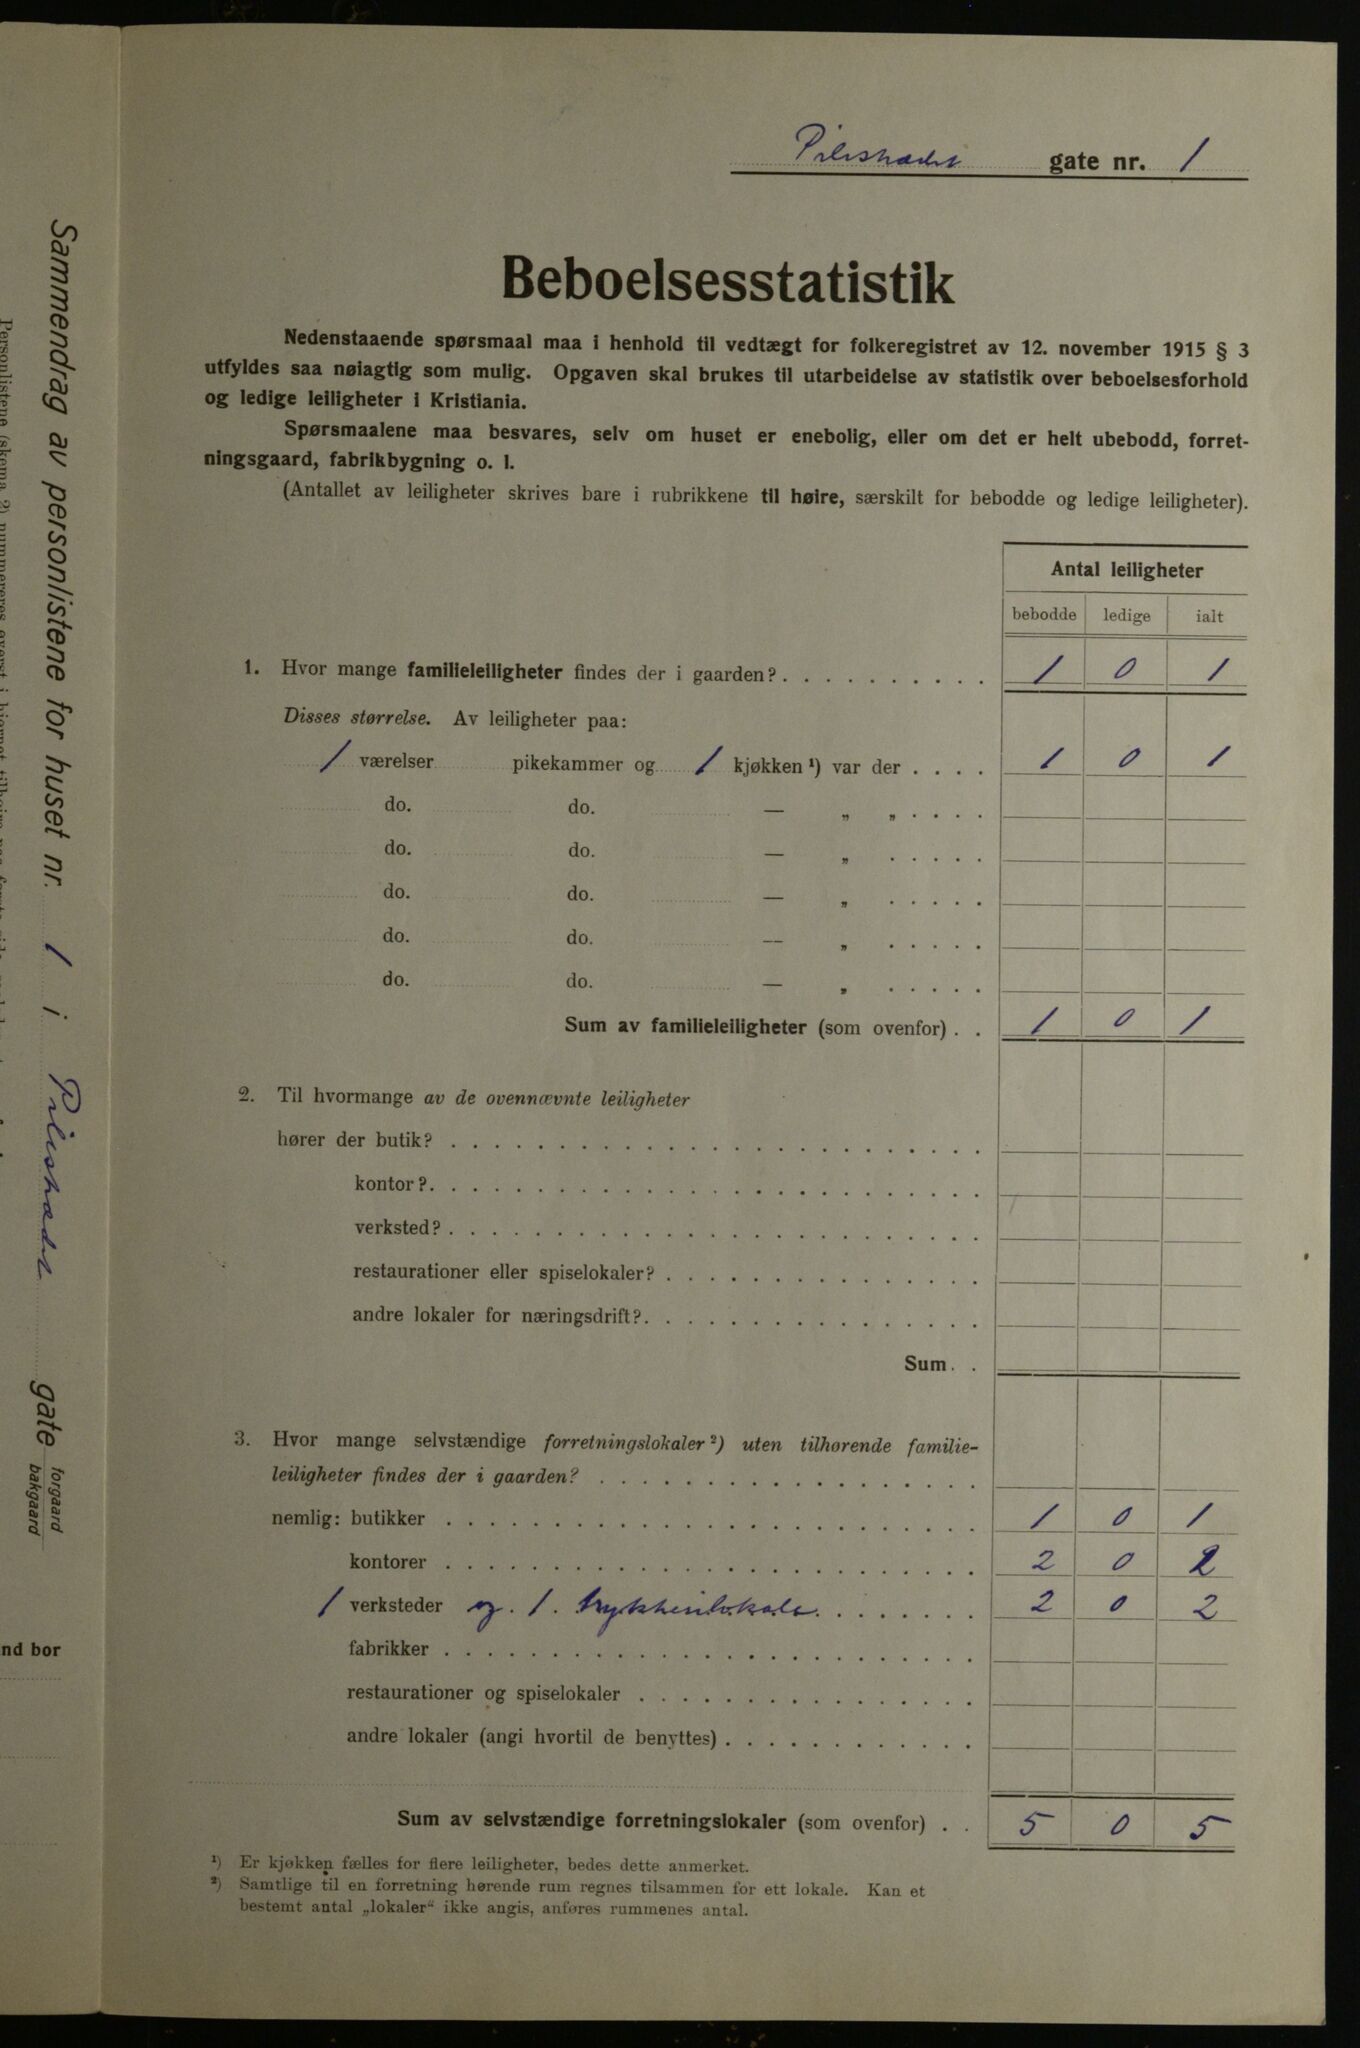 Pilestrædet gate nr. 1
Beboelsesstatistik
Nedenstaaende spørsmaal maa i henhold til vedtægt for folkeregistret av 12. november 1915 § 3
utfyldes saa nøiagtig som mulig. Opgaven skal brukes til utarbeidelse av statistik over beboelsesforhold
og ledige leiligheter i Kristiania.
Spørsmaalene maa besvares, selv om huset er enebolig, eller om det er helt ubebodd, forret-
ningsgaard, fabrikbygning o. l.
(Antallet av leiligheter skrives bare i rubrikkene til høire, særskilt for bebodde og ledige leiligheter).
Antal leiligheter
bebodde ledige ialt
1. Hvor mange familieleiligheter findes der i gaarden? . . . . . . . . . . 1 0 1
Disses størrelse. Av leiligheter paa:
1 værelser pikekammer og 1 kjøkken ¹) var der . . . . 1 0 1
do. do. — „ „ . . . .
do. do. — „ . . . . .
do. do. — „ . . . . .
do. do. — „ . . . . .
do. do. — „ . . . . .
Sum av familieleiligheter (som ovenfor) . . 1 0 1
2. Til hvormange av de ovennævnte leiligheter
hører der butik? . . . . . . . . . .
kontor? . . . . . . . . . .
verksted? . . . . . . . . . .
restaurationer eller spiselokaler? . . . . . . . . . .
andre lokaler for næringsdrift? . . . . . . . . . .
Sum . .
3. Hvor mange selvstændige forretningslokaler ²) uten tilhørende familie-
leiligheter findes der i gaarden? . . . . . . . . . .
nemlig: butikker . . . . . . . . . . 1 0 1
kontorer . . . . . . . . . . 2 0 2
1 verksteder og 1 trykkerilokale . . . . . . 2 0 2
fabrikker . . . . . . . . . .
restaurationer og spiselokaler . . . . . . . . . .
andre lokaler (angi hvortil de benyttes) . . . . . . . . . .
Sum av selvstændige forretningslokaler (som ovenfor) . . 5 0 5
¹) Er kjøkken fælles for flere leiligheter, bedes dette anmerket.
²) Samtlige til en forretning hørende rum regnes tilsammen for ett lokale. Kan et
bestemt antal „lokaler“ ikke angis, anføres rummenes antal.
Sammendrag av personlistene for huset nr. 1 i Pilestrædet gate forgaard
bakgaard
nd bor